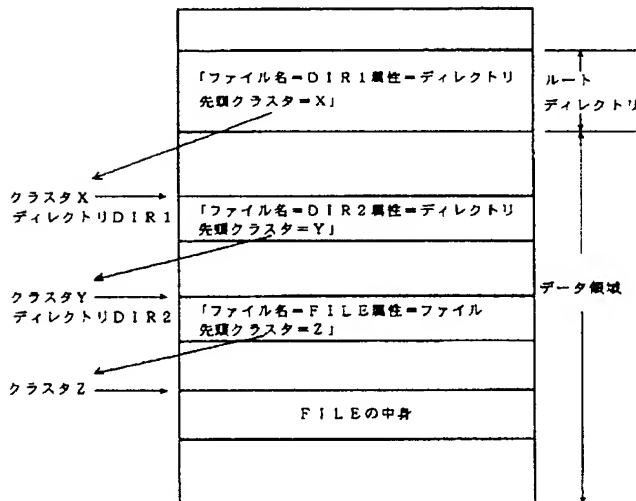 「ファイル名=DIR1属性=ディレクトリ
先頭クラスタ=X」
ルート
ディレクトリ
クラスタX
ディレクトリDIR1
「ファイル名=DIR2属性=ディレクトリ
先頭クラスタ=Y」
データ領域
クラスタY
ディレクトリDIR2
「ファイル名=FILE属性=ファイル
先頭クラスタ=Z」
クラスタZ
FILEの中身